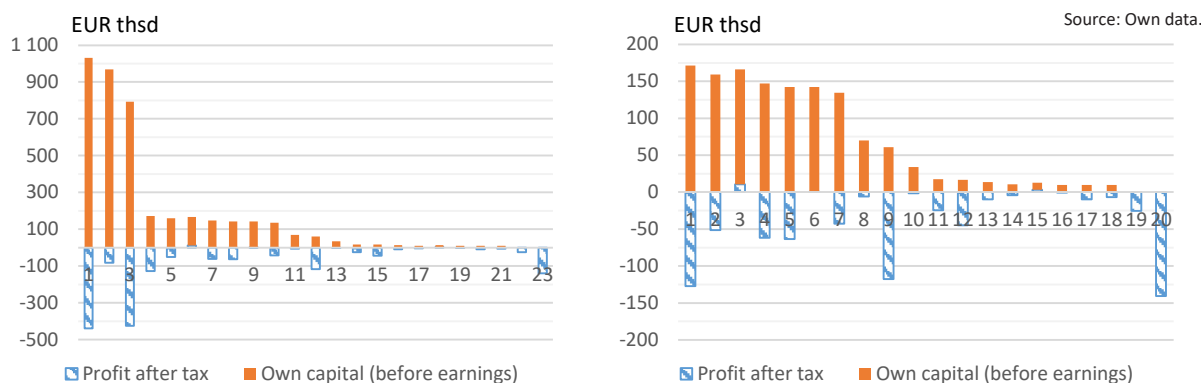 EUR thsd
1 100
900
700
500
300
100
-100
-300
-500
1 3 5 7 9 11 13 15 17 19 21 23
Profit after tax Own capital (before earnings)
EUR thsd
Source: Own data.
200
150
100
50
0
-50
-100
-150
-200
1 2 3 4 5 6 7 8 9 10 11 12 13 14 15 16 17 18 19 20
Profit after tax Own capital (before earnings)